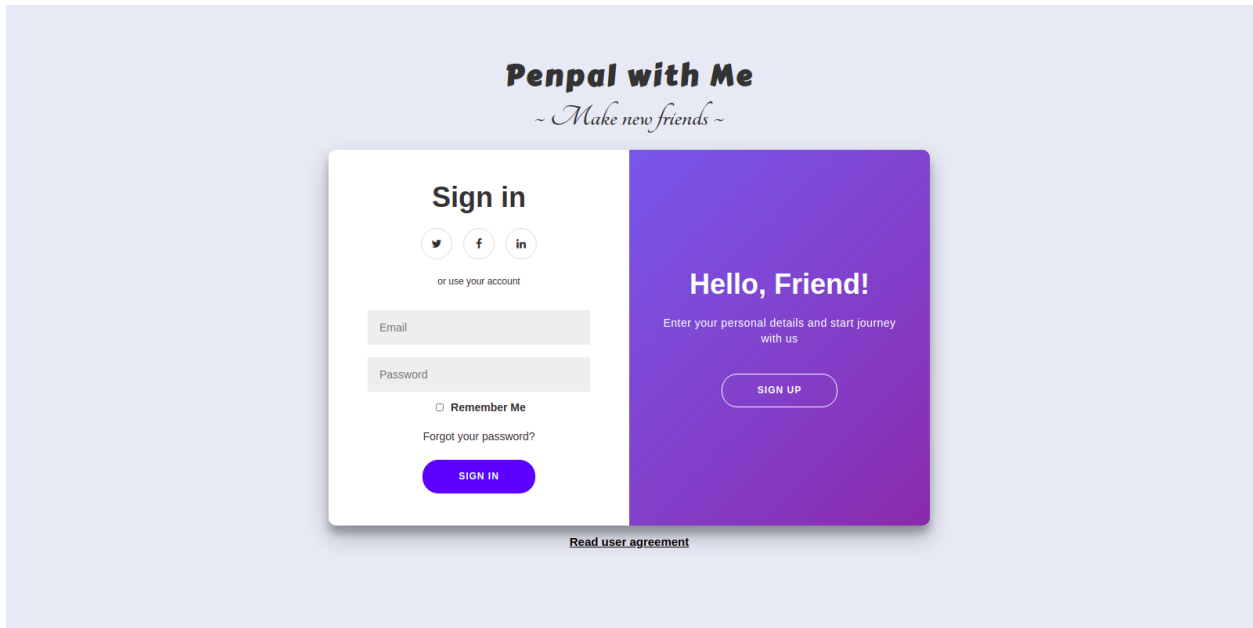 Penpal with Me
~ Make new friends ~
Sign in
or use your account
Email
Password
Remember Me
Forgot your password?
SIGN IN
Hello, Friend!
Enter your personal details and start journey
with us
SIGN UP
Read user agreement